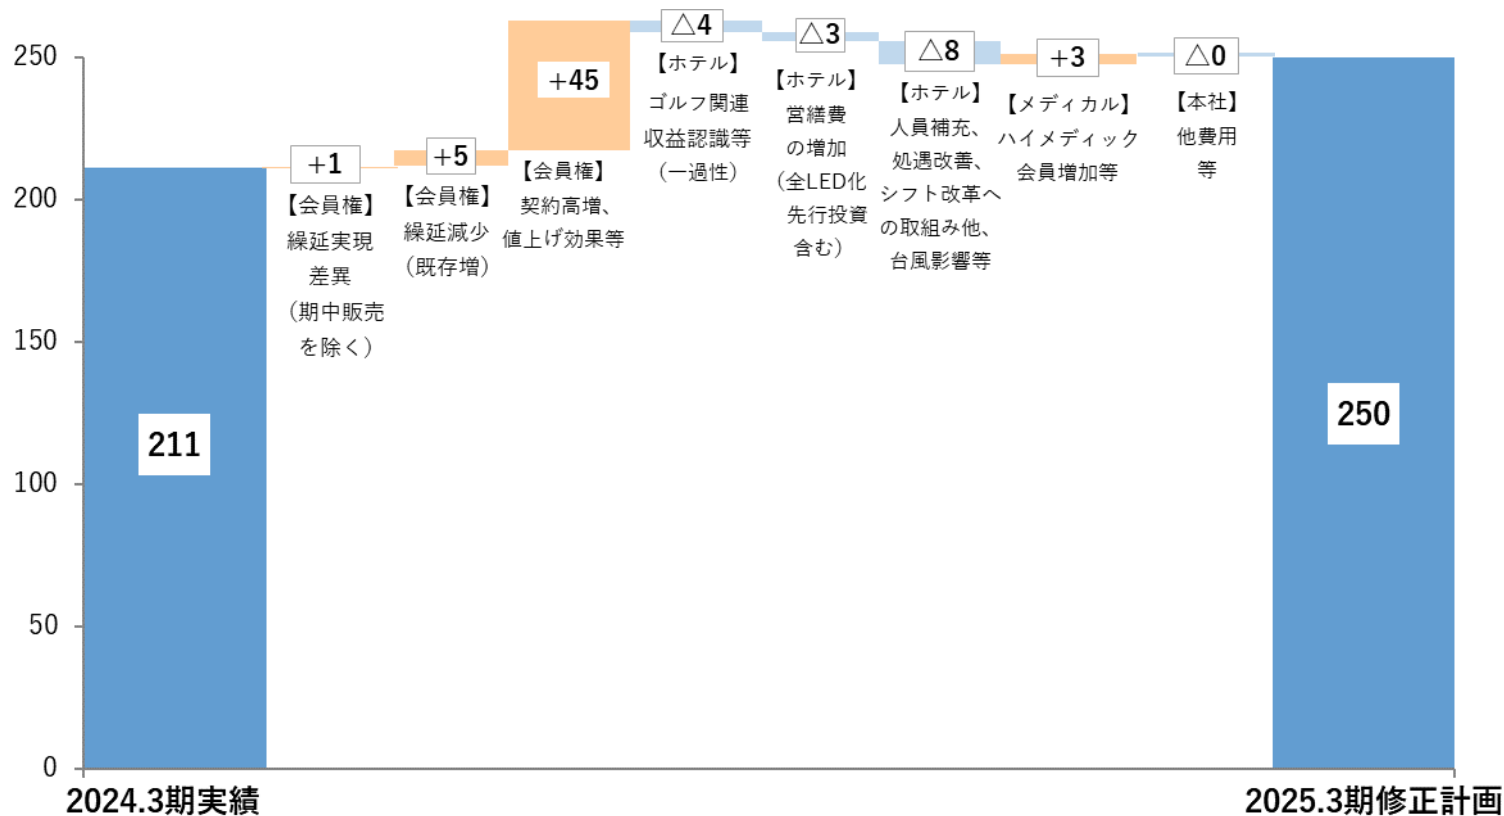 250
200
150
100
50
0
211
+1
【会員権】
繰延実現
差異
（期中販売
を除く）
+5
【会員権】
繰延減少
（既存増）
+45
【会員権】
契約高増、
値上げ効果等
△4
【ホテル】
ゴルフ関連
収益認識等
（一過性）
△3
【ホテル】
営繕費
の増加
（全LED化
先行投資
含む）
△8
【ホテル】
人員補充、
処遇改善、
シフト改革へ
の取組み他、
台風影響等
+3
【メディカル】
ハイメディック
会員増加等
△0
【本社】
他費用
等
250
2024.3期実績
2025.3期修正計画